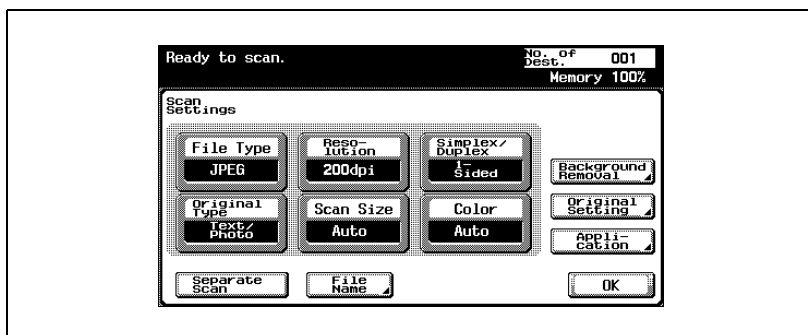 Ready to scan.
No. of
Dest. 001
Memory 100%
Scan
Settings
File Type
JPEG
Reso-
lution
200dpi
Simplex/
Duplex
1-
Sided
Background
Removal
Original
Type
Text/
Photo
Scan Size
Auto
Color
Auto
Original
Setting
Appli-
cation
Separate
Scan
File
Name
OK